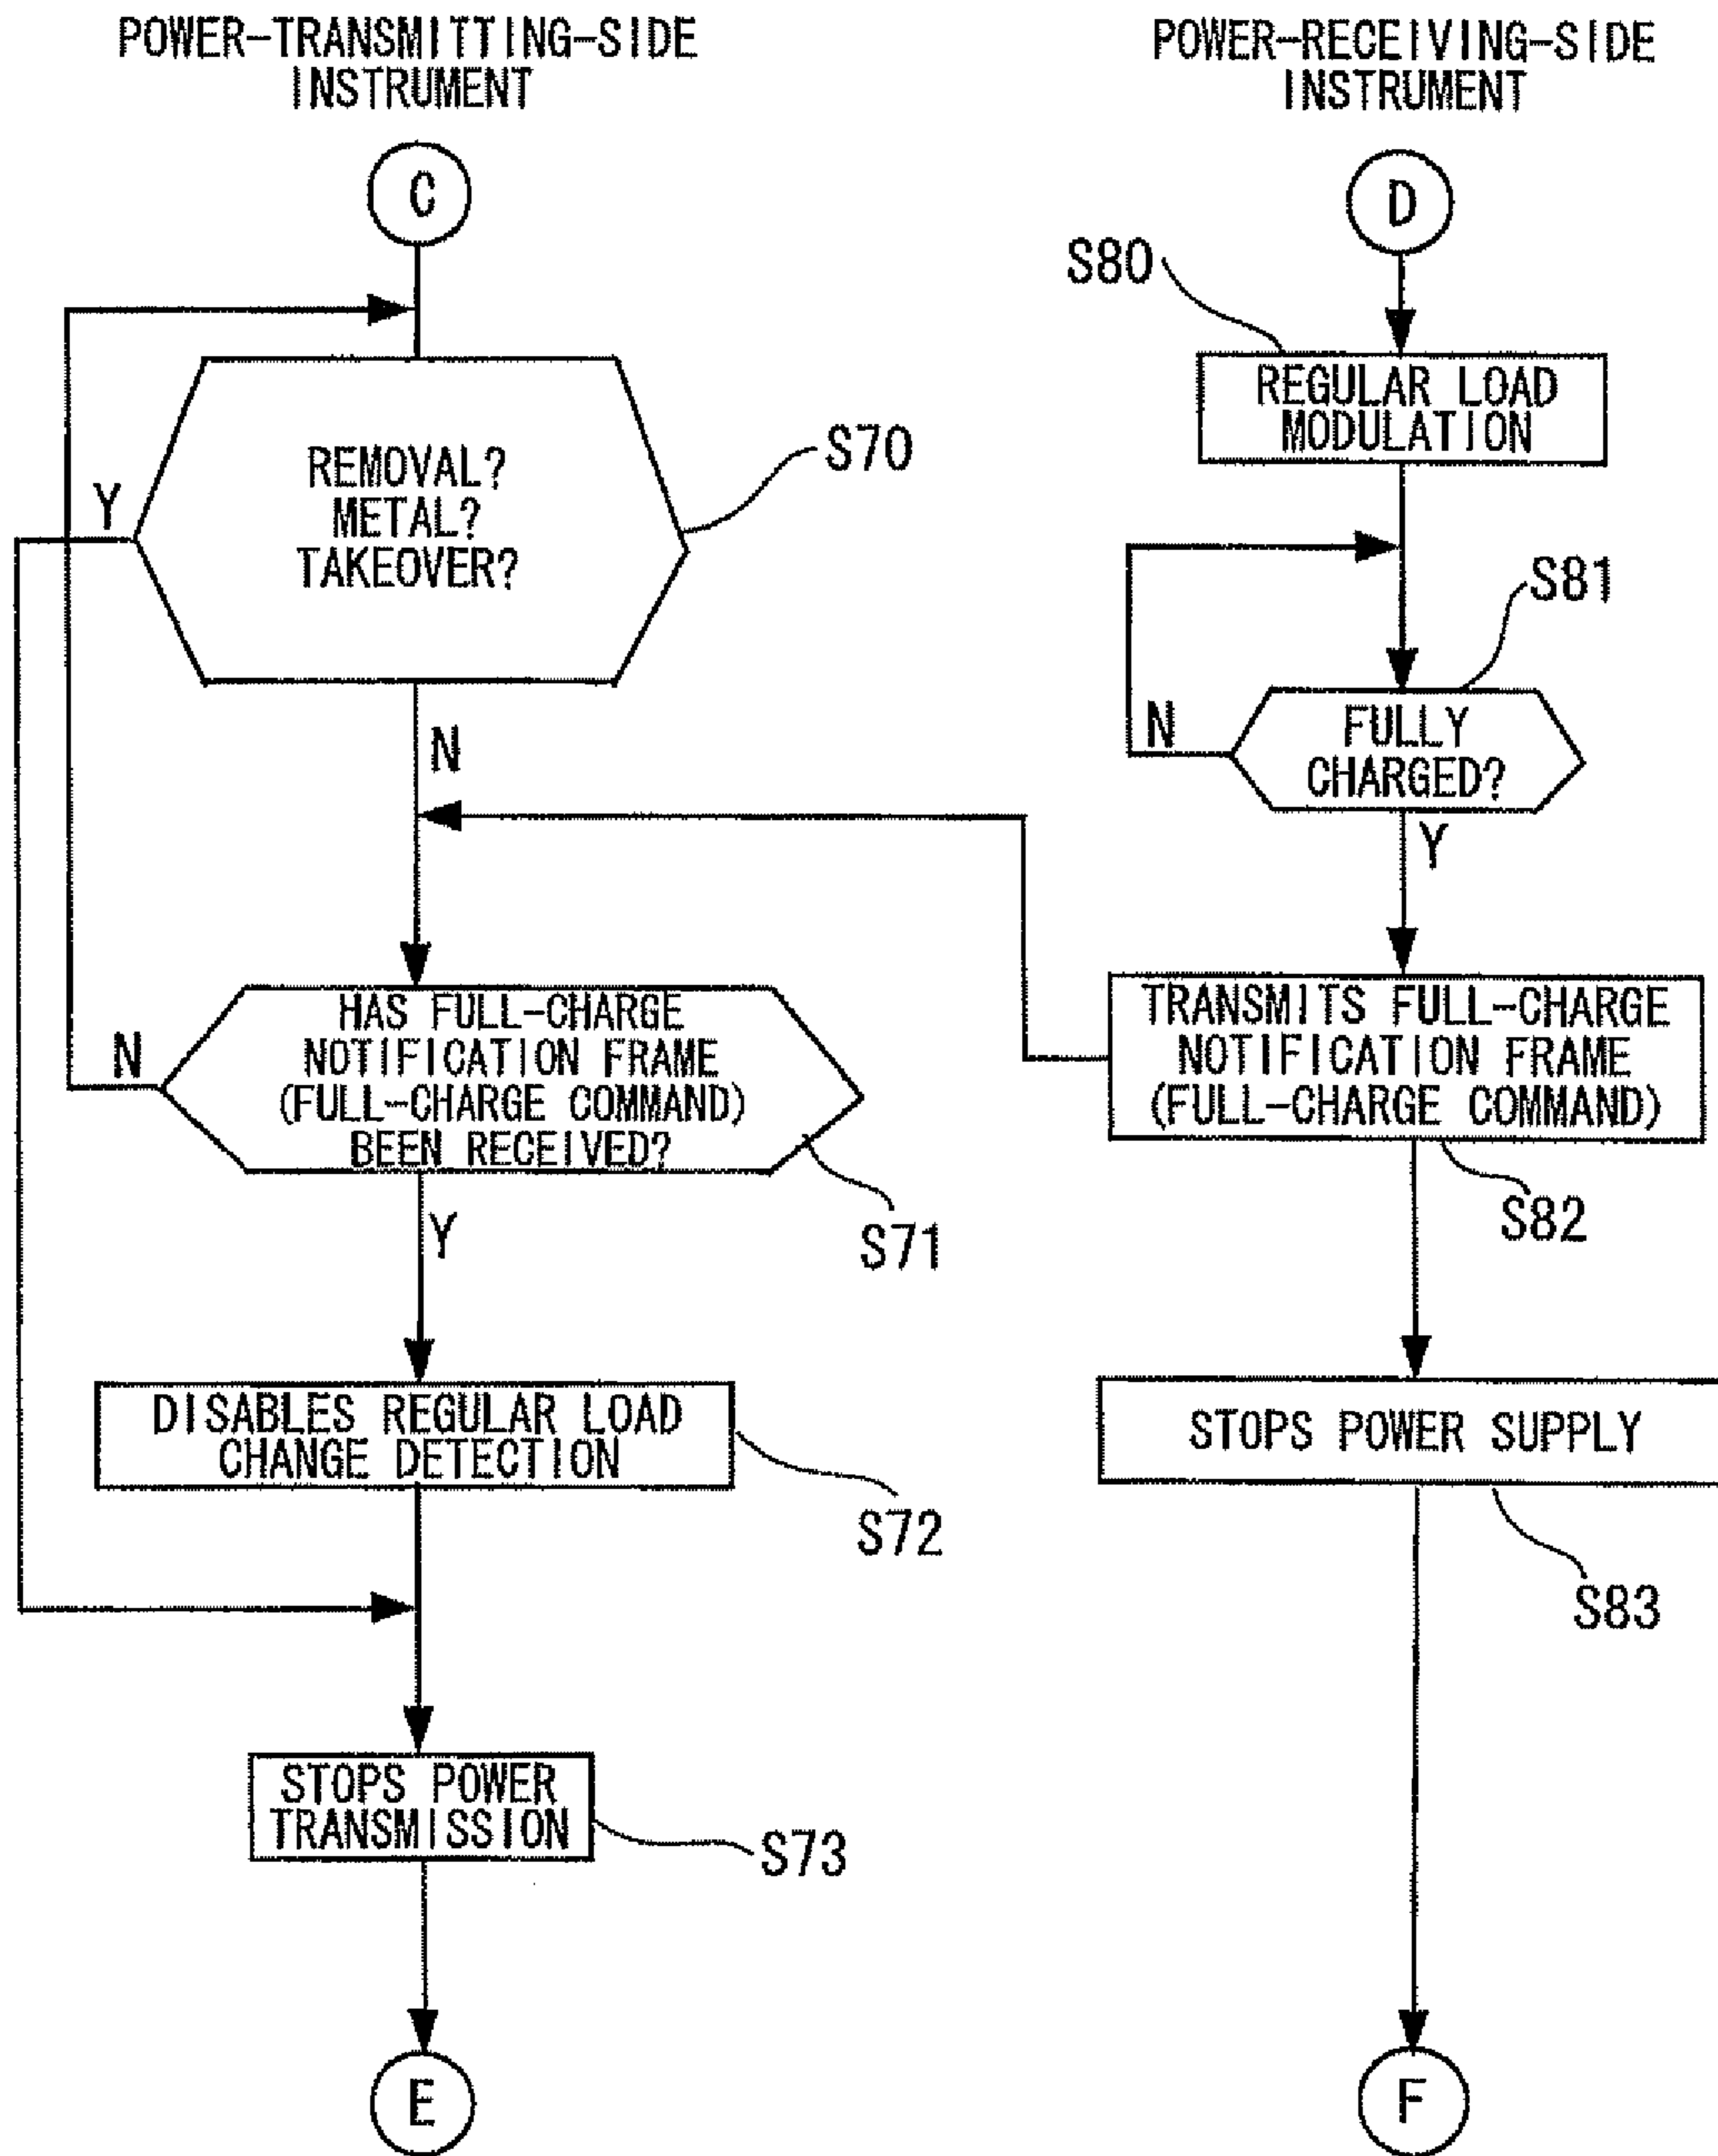 POWER-TRANSMITTING-SIDE
INSTRUMENT
C
REMOVAL?
METAL?
TAKEOVER?
S70
Y
N
HAS FULL-CHARGE
NOTIFICATION FRAME
(FULL-CHARGE COMMAND)
BEEN RECEIVED?
S71
N
Y
DISABLES REGULAR LOAD
CHANGE DETECTION
S72
STOPS POWER
TRANSMISSION
S73
E
POWER-RECEIVING-SIDE
INSTRUMENT
D
S80
REGULAR LOAD
MODULATION
S81
FULLY
CHARGED?
N
Y
TRANSMITS FULL-CHARGE
NOTIFICATION FRAME
(FULL-CHARGE COMMAND)
S82
STOPS POWER SUPPLY
S83
F